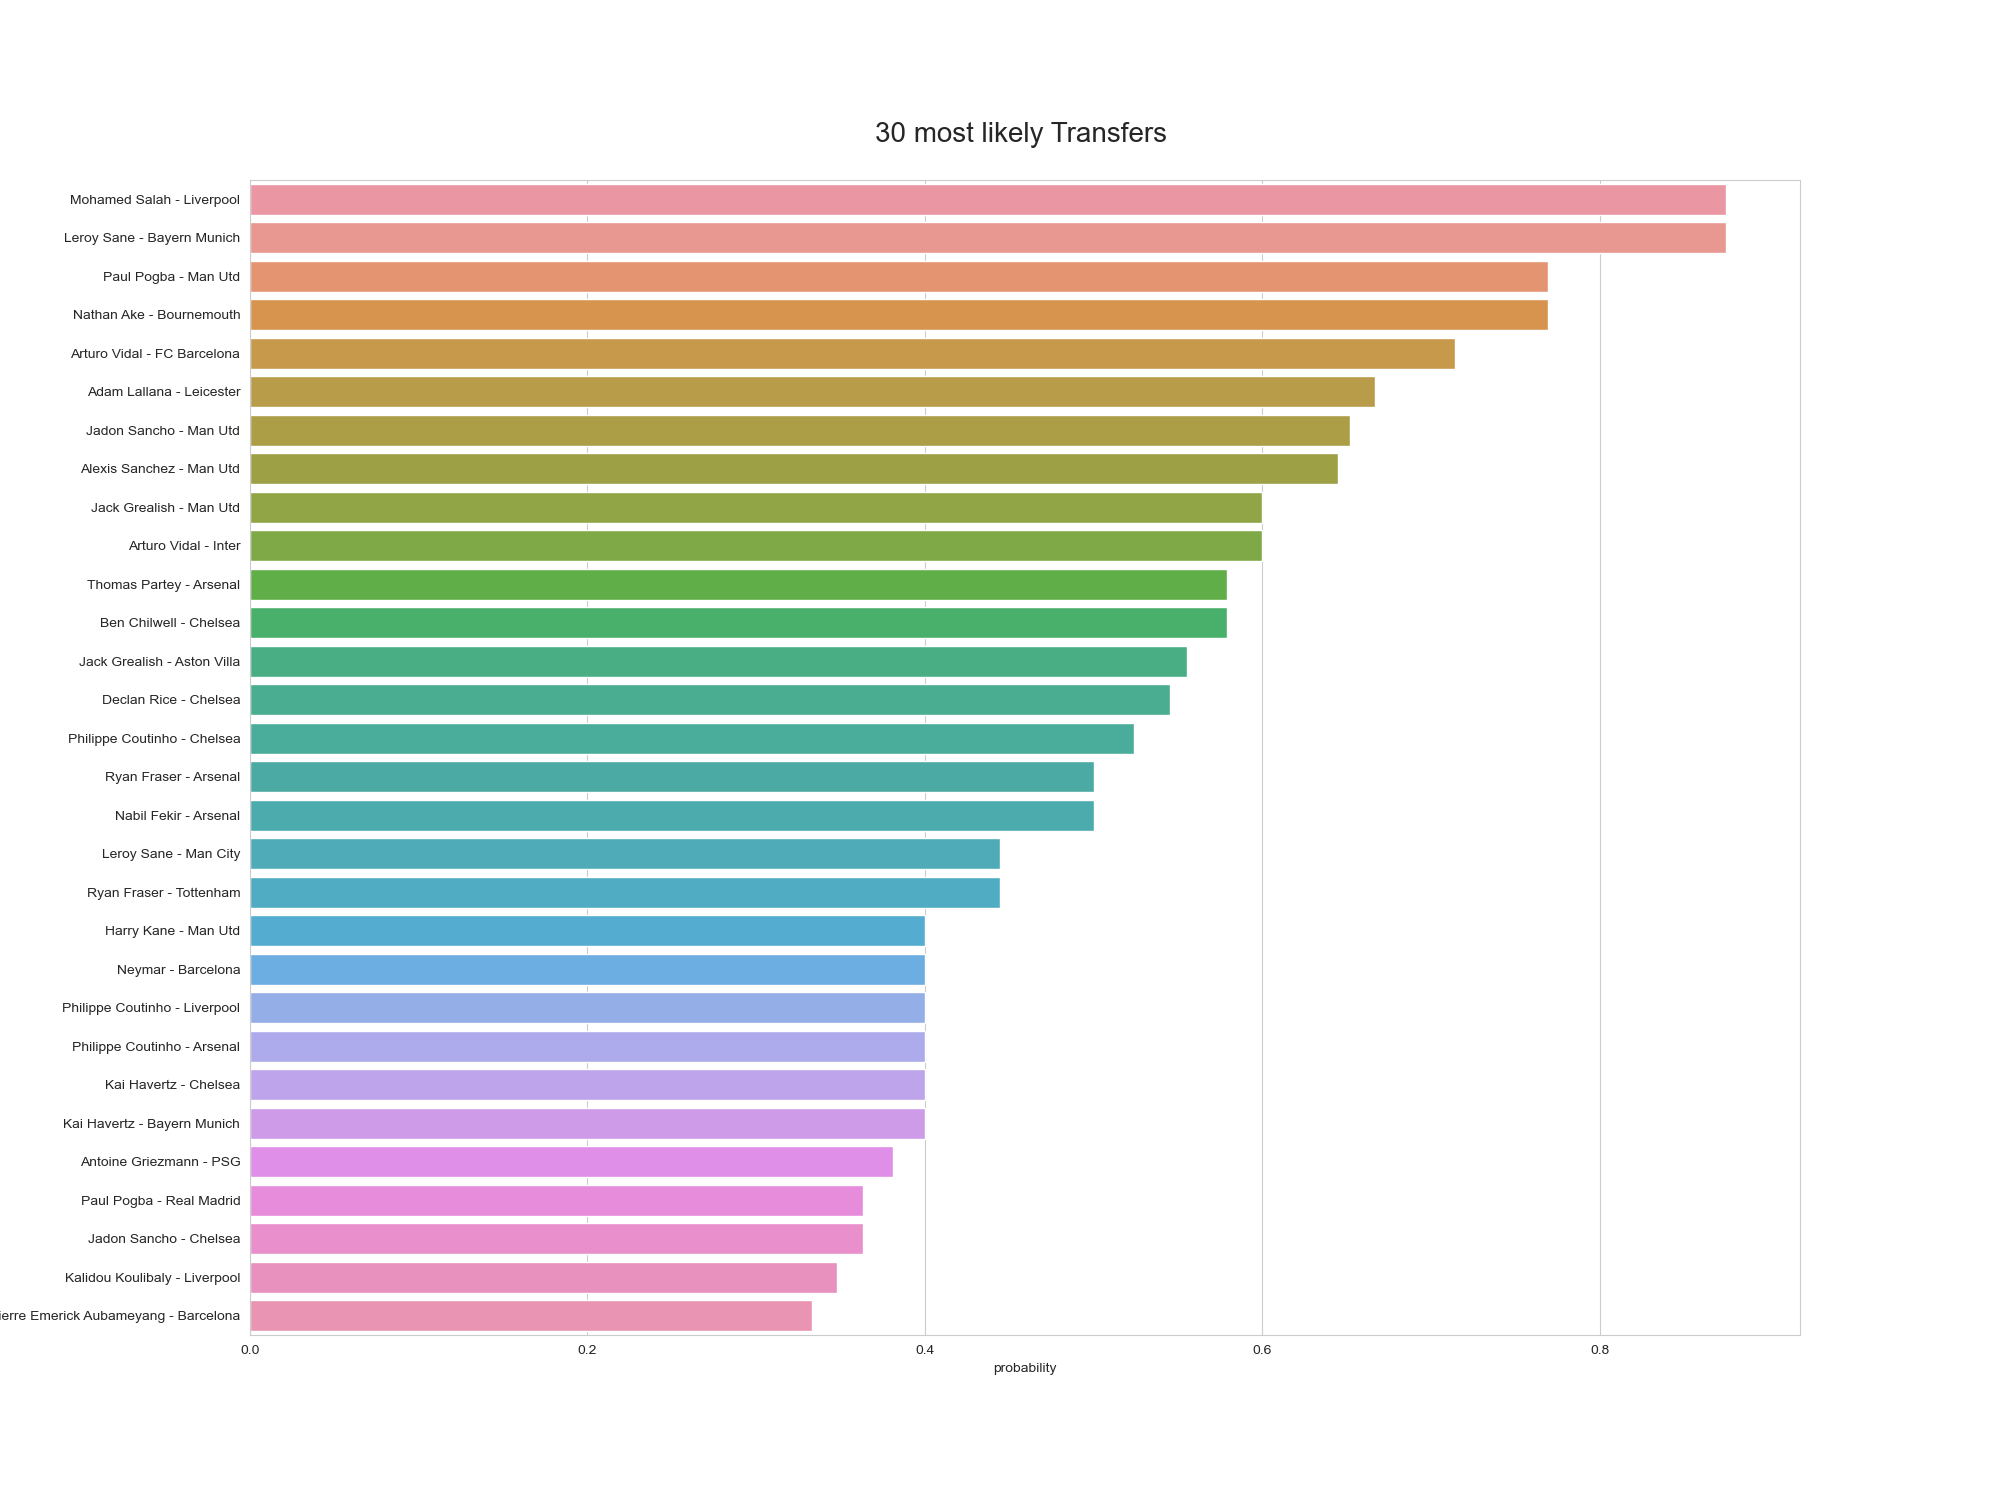 30 most likely Transfers
Mohamed Salah - Liverpool
Leroy Sane - Bayern Munich
Paul Pogba - Man Utd
Nathan Ake - Bournemouth
Arturo Vidal - FC Barcelona
Adam Lallana - Leicester
Jadon Sancho - Man Utd
Alexis Sanchez - Man Utd
Jack Grealish - Man Utd
Arturo Vidal - Inter
Thomas Partey - Arsenal
Ben Chilwell - Chelsea
Jack Grealish - Aston Villa
Declan Rice - Chelsea
Philippe Coutinho - Chelsea
Ryan Fraser - Arsenal
Nabil Fekir - Arsenal
Leroy Sane - Man City
Ryan Fraser - Tottenham
Harry Kane - Man Utd
Neymar - Barcelona
Philippe Coutinho - Liverpool
Philippe Coutinho - Arsenal
Kai Havertz - Chelsea
Kai Havertz - Bayern Munich
Antoine Griezmann - PSG
Paul Pogba - Real Madrid
Jadon Sancho - Chelsea
Kalidou Koulibaly - Liverpool
ierre Emerick Aubameyang - Barcelona
0.0 0.2 0.4 0.6 0.8
probability